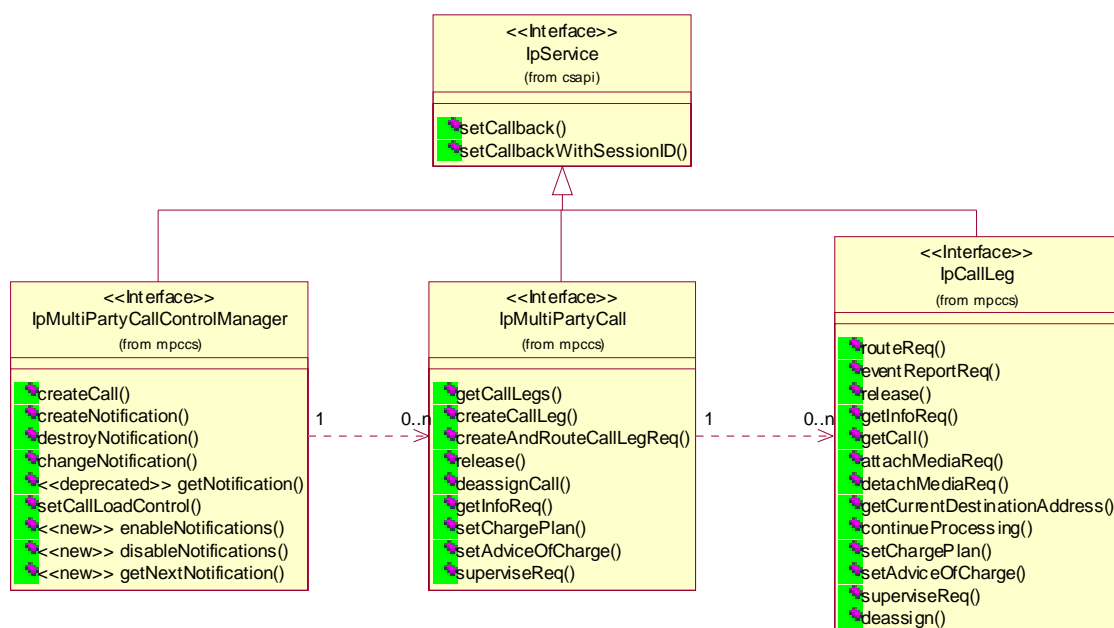 <<Interface>>
IpService
(from csapi)
setCallback()
setCallbackWithSessionID()
<<Interface>>
IpMultiPartyCallControlManager
(from mpccs)
createCall()
createNotification()
destroyNotification()
changeNotification()
<<deprecated>> getNotification()
setCallLoadControl()
<<new>> enableNotifications()
<<new>> disableNotifications()
<<new>> getNextNotification()
1
0..n
<<Interface>>
IpMultiPartyCall
(from mpccs)
getCallLegs()
createCallLeg()
createAndRouteCallLegReq()
release()
deassignCall()
getInfoReq()
setChargePlan()
setAdviceOfCharge()
superviseReq()
1
0..n
<<Interface>>
IpCallLeg
(from mpccs)
routeReq()
eventReportReq()
release()
getInfoReq()
getCall()
attachMediaReq()
detachMediaReq()
getCurrentDestinationAddress()
continueProcessing()
setChargePlan()
setAdviceOfCharge()
superviseReq()
deassign()